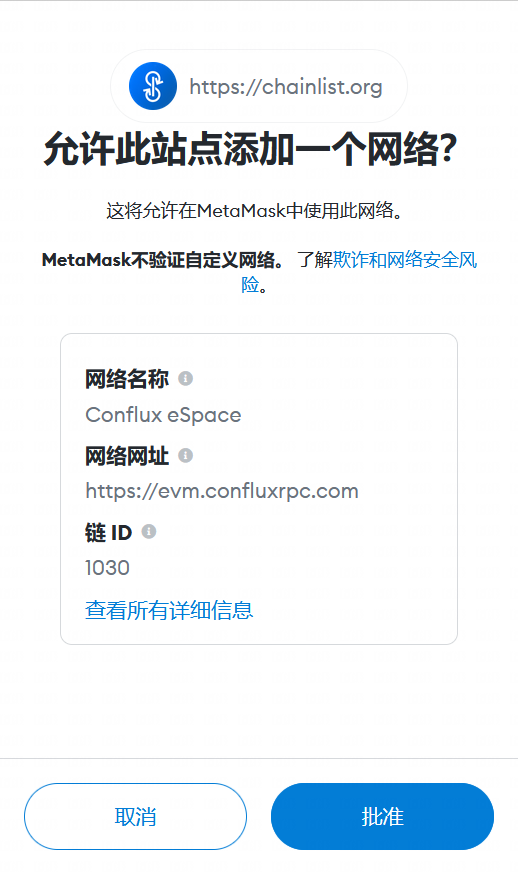 https://chainlist.org
允许此站点添加一个网络？
这将允许在MetaMask中使用此网络。
MetaMask不验证自定义网络。 了解欺诈和网络安全风
险。
网络名称
Conflux eSpace
网络网址
https://evm.confluxrpc.com
链 ID
1030
查看所有详细信息
取消
批准